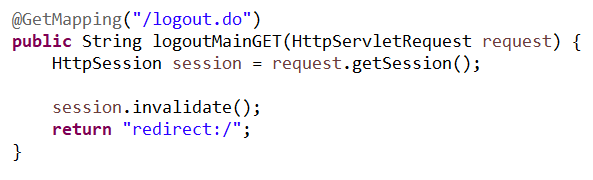 @GetMapping("/logout.do")
public String logoutMainGET(HttpServletRequest request) {
    HttpSession session = request.getSession();

    session.invalidate();
    return "redirect:/";
}